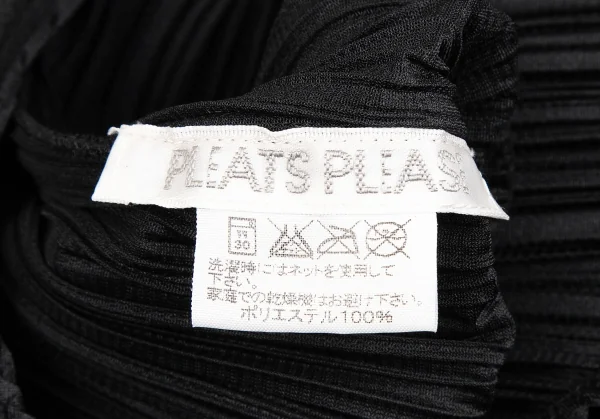 PLEATS PLEASE
弱
30
洗濯時にはネットを使用して
下さい。
家庭での乾燥機はお避け下さい。
ポリエステル100%